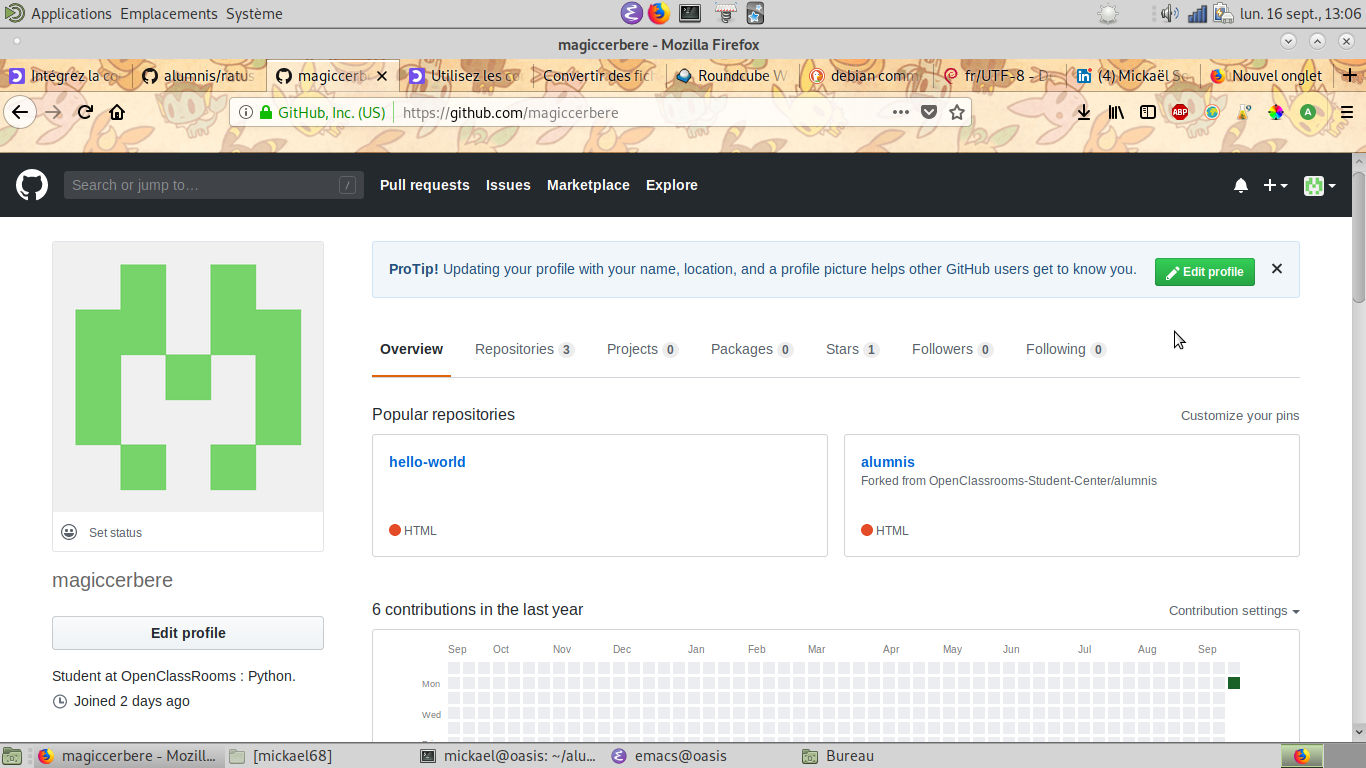 Applications Emplacements Système lun. 16 sept., 13:06
magiccerbere - Mozilla Firefox
Intégrez la co alumnis/ratus magiccerb Utilisez les co Convertir des fich Roundcube W debian comm fr/UTF-8 - De (4) Mickaël Se Nouvel onglet
GitHub, Inc. (US) https://github.com/magiccerbere ABP A
Search or jump to… / Pull requests Issues Marketplace Explore
ProTip! Updating your profile with your name, location, and a profile picture helps other GitHub users get to know you. Edit profile
Overview Repositories 3 Projects 0 Packages 0 Stars 1 Followers 0 Following 0
Popular repositories Customize your pins
hello-world
HTML
alumnis
Forked from OpenClassrooms-Student-Center/alumnis
HTML
Set status
magiccerbere
Edit profile
Student at OpenClassRooms : Python.
Joined 2 days ago
6 contributions in the last year Contribution settings
Sep Oct Nov Dec Jan Feb Mar Apr May Jun Jul Aug Sep
Mon
Wed
magiccerbere - Mozill... [mickael68] mickael@oasis: ~/alu... emacs@oasis Bureau